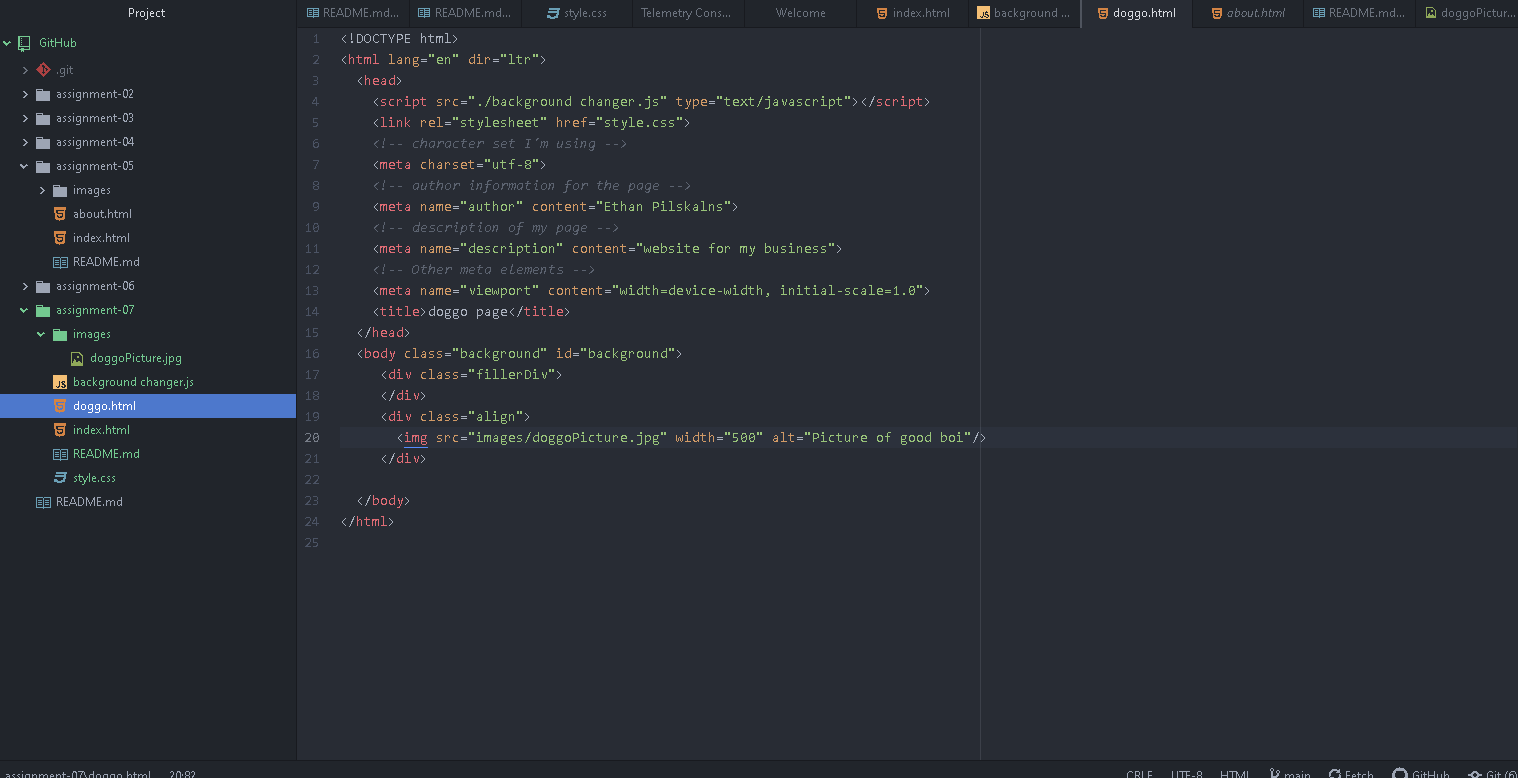 Project
README.md...
README.md...
style.css
Telemetry Cons...
Welcome
index.html
background ...
doggo.html
about.html
README.md...
doggoPictur...
GitHub
.git
assignment-02
assignment-03
assignment-04
assignment-05
images
about.html
index.html
README.md
assignment-06
assignment-07
images
doggoPicture.jpg
background changer.js
doggo.html
index.html
README.md
style.css
README.md
1 <!DOCTYPE html>
2 <html lang="en" dir="ltr">
3 <head>
4 <script src="./background changer.js" type="text/javascript"></script>
5 <link rel="stylesheet" href="style.css">
6 <!-- character set I'm using -->
7 <meta charset="utf-8">
8 <!-- author information for the page -->
9 <meta name="author" content="Ethan Pilskalns">
10 <!-- description of my page -->
11 <meta name="description" content="website for my business">
12 <!-- Other meta elements -->
13 <meta name="viewport" content="width=device-width, initial-scale=1.0">
14 <title>doggo page</title>
15 </head>
16 <body class="background" id="background">
17 <div class="fillerDiv">
18 </div>
19 <div class="align">
20 <img src="images/doggoPicture.jpg" width="500" alt="Picture of good boi"/>
21 </div>
22
23 </body>
24 </html>
25
assignment-07\doggo.html 20:82 CRLF UTF-8 HTML main Fetch GitHub Git (6)